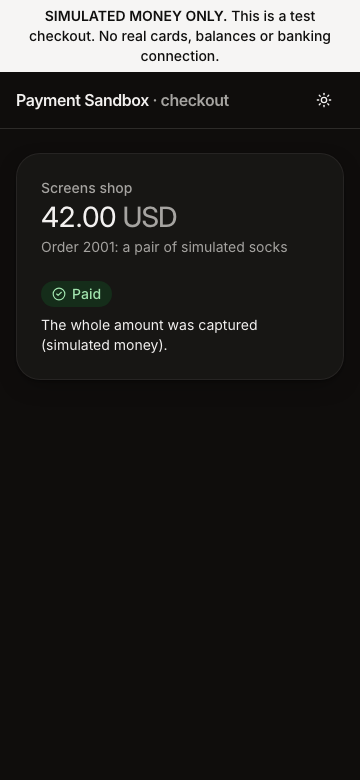 SIMULATED MONEY ONLY. This is a test
checkout. No real cards, balances or banking
connection.
Payment Sandbox · checkout
Screens shop
42.00 USD
Order 2001: a pair of simulated socks
Paid
The whole amount was captured
(simulated money).